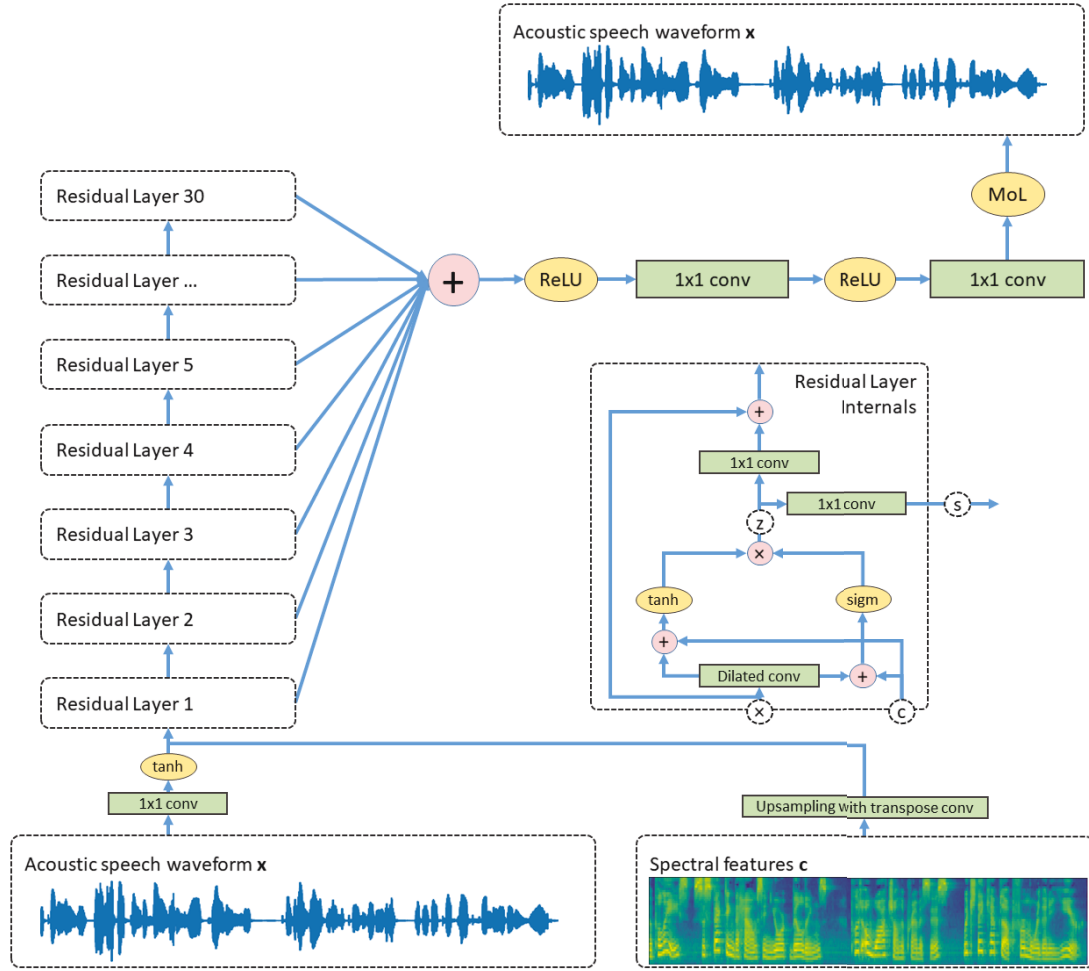 Acoustic speech waveform x
MoL
Residual Layer 30
Residual Layer ...
+
ReLU
1x1 conv
ReLU
1x1 conv
Residual Layer 5
Residual Layer 4
Residual Layer 3
Residual Layer 2
Residual Layer 1
Residual Layer
Internals
+
1x1 conv
1x1 conv
s
z
×
tanh
sigm
+
Dilated conv
+
×
c
tanh
1x1 conv
Upsampling with transpose conv
Acoustic speech waveform x
Spectral features c